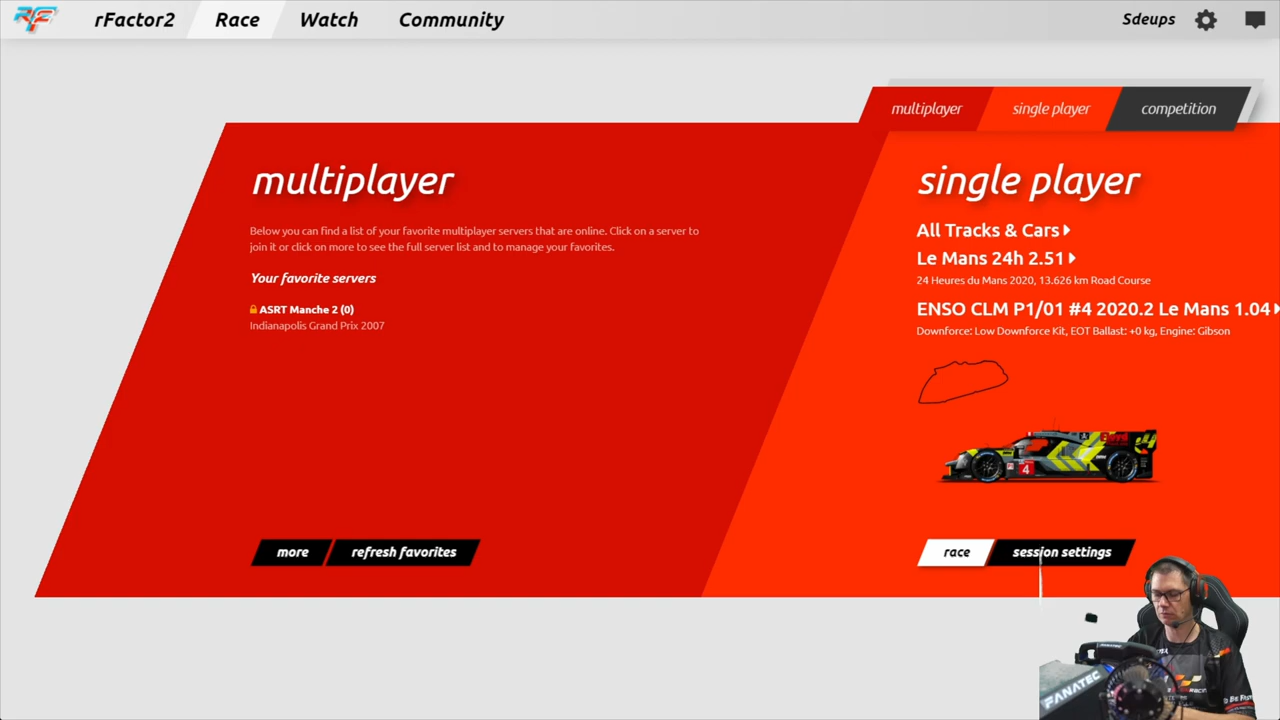 rFactor2
Race
Watch
Community
Sdeups
multiplayer
single player
competition
multiplayer
Below you can find a list of your favorite multiplayer servers that are online. Click on a server to
join it or click on more to see the full server list and to manage your favorites.
Your favorite servers
ASRT Manche 2 (0)
Indianapolis Grand Prix 2007
more
refresh favorites
single player
All Tracks & Cars
Le Mans 24h 2.51
24 Heures du Mans 2020, 13.626 km Road Course
ENSO CLM P1/01 #4 2020.2 Le Mans 1.04
Downforce: Low Downforce Kit, EOT Ballast: +0 kg, Engine: Gibson
4
race
session settings
FANATEC